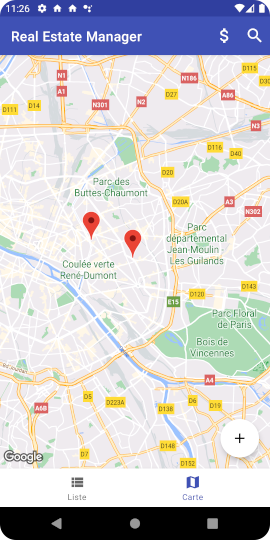 11:26
Real Estate Manager $
D115
N1
N186
D27
A86
D30
D14
D111
N301
N2
N3
D116
D40
D20
Parc des
Buttes-Chaumont
D20A
A3
N302
Parc
départemental
Jean-Moulin -
Les Guilands
Coulée verte
René-Dumont
D143
D120
E15
Parc Floral
de Paris
Bois de
Vincennes
A4
D5
D223A
D6
D19
A6B
D138
D148
D152
D7
Google
+
Liste
Carte